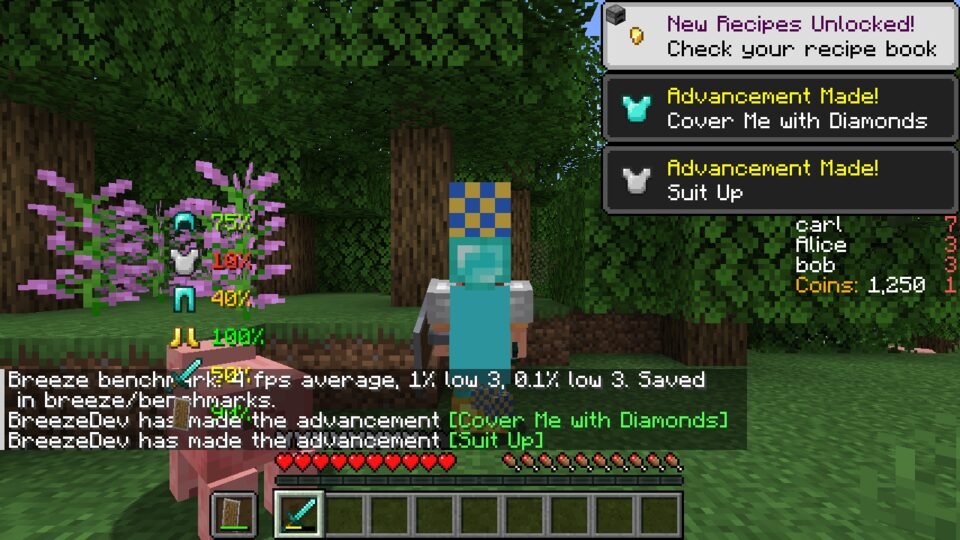 New Recipes Unlocked!
Check your recipe book
Advancement Made!
Cover Me with Diamonds
Advancement Made!
Suit Up
carl 7
Alice 3
bob 3
Coins: 1,250 1
75%
10%
40%
100%
50%
Breeze benchmark: 4 fps average, 1% low 3, 0.1% low 3. Saved
in breeze/benchmarks.
BreezeDev has made the advancement [Cover Me with Diamonds]
BreezeDev has made the advancement [Suit Up]